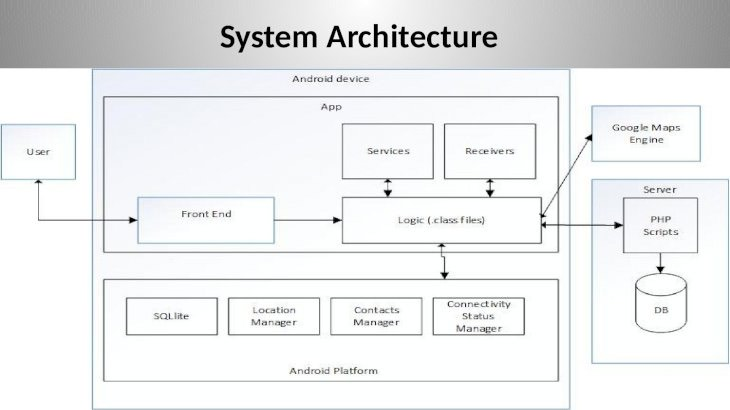 System Architecture
Android device
App
User
Services
Receivers
Google Maps
Engine
Server
Front End
Logic (.class files)
PHP
Scripts
SQLlite
Location
Manager
Contacts
Manager
Connectivity
Status
Manager
DB
Android Platform